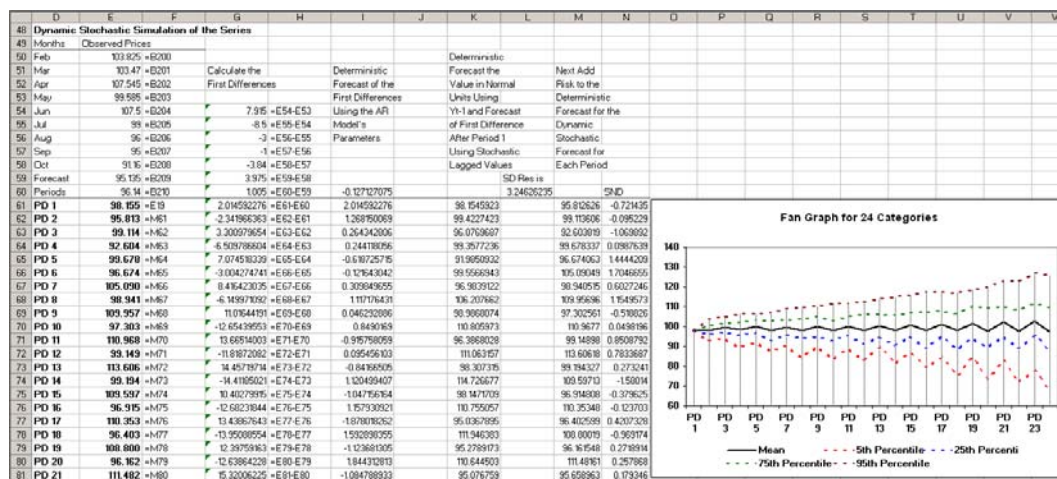 D E F G H I J K L M N O P Q R S T U V W
48 Dynamic Stochastic Simulation of the Series
49 Months Observed Prices
50 Feb 103.825 =B200 Deterministic
51 Mar 103.47 =B201 Calculate the Deterministic Forecast the Next Add
52 Apr 107.545 =B202 First Differences Forecast of the Value in Normal Risk to the
53 May 99.585 =B203 First Differences Units Using Deterministic
54 Jun 107.5 =B204 7.915 =E54-E53 Using the AR Yt-1 and Forecast Forecast for the
55 Jul 99 =B205 -8.5 =E55-E54 Model's of First Difference Dynamic
56 Aug 96 =B206 -3 =E56-E55 Parameters After Period 1 Stochastic
57 Sep 95 =B207 -1 =E57-E56 Using Stochastic Forecast for
58 Oct 91.16 =B208 -3.84 =E58-E57 Lagged Values Each Period
59 Forecast 95.135 =B209 3.975 =E59-E58 SD Res is
60 Periods 96.14 =B210 1.005 =E60-E59 -0.127127075 3.24626235 SND
61 PD 1 98.155 =E19 2.014592276 =E61-E60 2.014592276 98.1545923 95.812626 -0.721435
62 PD 2 95.813 =M61 -2.341966363 =E62-E61 1.268150069 99.4227423 99.113606 -0.095229
63 PD 3 99.114 =M62 3.300979654 =E63-E62 0.264342006 96.0769687 92.603819 -1.069892
64 PD 4 92.604 =M63 -6.509786604 =E64-E63 0.244118056 99.3577236 99.678337 0.0987639
65 PD 5 99.678 =M64 7.074518339 =E65-E64 -0.618725715 91.9850932 96.674063 1.4444209
66 PD 6 96.674 =M65 -3.004274741 =E66-E65 -0.121643042 99.5566943 105.09049 1.7046655
67 PD 7 105.090 =M66 8.416423035 =E67-E66 0.309849655 96.9839122 98.940515 0.6027246
68 PD 8 98.941 =M67 -6.149971092 =E68-E67 1.117176431 106.207662 109.95696 1.1549573
69 PD 9 109.957 =M68 11.01644191 =E69-E68 0.046292886 98.9868074 97.302561 -0.518826
70 PD 10 97.303 =M69 -12.65439553 =E70-E69 0.8490169 110.805973 110.9677 0.0498196
71 PD 11 110.968 =M70 13.66514003 =E71-E70 -0.915758059 96.3868028 99.14898 0.8508792
72 PD 12 99.149 =M71 -11.81872082 =E72-E71 0.095456103 111.063157 113.60618 0.7833687
73 PD 13 113.606 =M72 14.45719714 =E73-E72 -0.84166505 98.307315 99.194327 0.273241
74 PD 14 99.194 =M73 -14.41185021 =E74-E73 1.120499407 114.726677 109.59713 -1.58014
75 PD 15 109.597 =M74 10.40279915 =E75-E74 -1.047156164 98.1471709 96.914808 -0.379625
76 PD 16 96.915 =M75 -12.68231844 =E76-E75 1.157930921 110.755057 110.35348 -0.123703
77 PD 17 110.353 =M76 13.43867643 =E77-E76 -1.878018262 95.0367895 96.402599 0.4207328
78 PD 18 96.403 =M77 -13.95088554 =E78-E77 1.592898355 111.946383 108.80019 -0.969174
79 PD 19 108.800 =M78 12.39759163 =E79-E78 -1.123681305 95.2789173 96.161548 0.2718914
80 PD 20 96.162 =M79 -12.63864228 =E80-E79 1.844312813 110.644503 111.48161 0.257868
81 PD 21 111.482 =M80 15.32006225 =E81-E80 -1.084788933 95.076759 95.658963 0.179346
Fan Graph for 24 Categories
140
130
120
110
100
90
80
70
60
PD PD PD PD PD PD PD PD PD PD PD PD
1 3 5 7 9 11 13 15 17 19 21 23
Mean 5th Percentile 25th Percenti
75th Percentile 95th Percentile